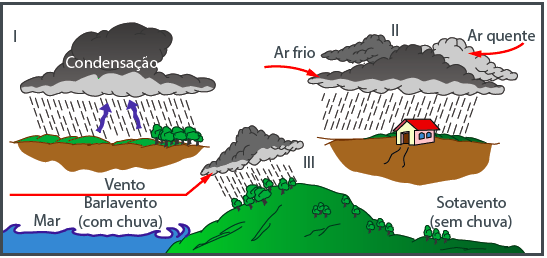 I
Condensação
II
Ar quente
Ar frio
III
Vento
Barlavento
(com chuva)
Mar
Sotavento
(sem chuva)